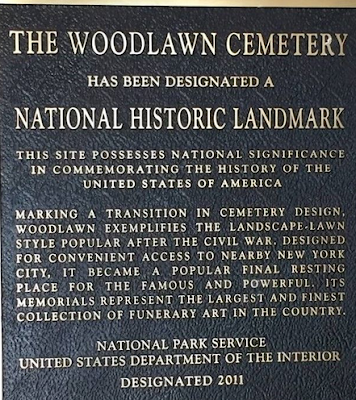 THE WOODLAWN CEMETERY
HAS BEEN DESIGNATED A
NATIONAL HISTORIC LANDMARK
THIS SITE POSSESSES NATIONAL SIGNIFICANCE
IN COMMEMORATING THE HISTORY OF THE
UNITED STATES OF AMERICA
MARKING A TRANSITION IN CEMETERY DESIGN,
WOODLAWN EXEMPLIFIES THE LANDSCAPE-LAWN
STYLE POPULAR AFTER THE CIVIL WAR. DESIGNED
FOR CONVENIENT ACCESS TO NEARBY NEW YORK
CITY, IT BECAME A POPULAR FINAL RESTING
PLACE FOR THE FAMOUS AND POWERFUL. ITS
MEMORIALS REPRESENT THE LARGEST AND FINEST
COLLECTION OF FUNERARY ART IN THE COUNTRY.
NATIONAL PARK SERVICE
UNITED STATES DEPARTMENT OF THE INTERIOR
DESIGNATED 2011